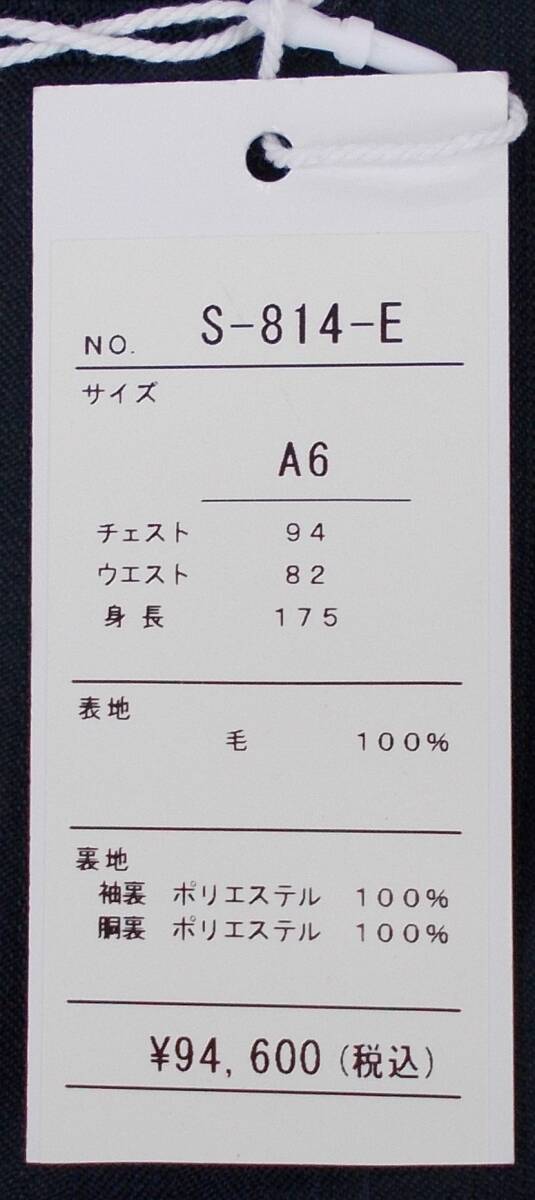 NO. S-814-E
サイズ
A6
チェスト 94
ウエスト 82
身長 175
表地
毛 100%
裏地
袖裏 ポリエステル 100%
胴裏 ポリエステル 100%
¥94,600(税込)